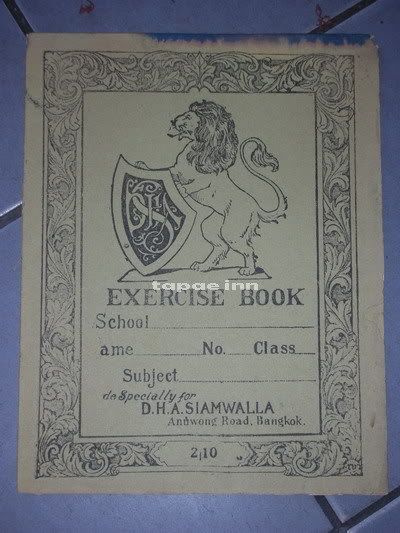 tapae inn
EXERCISE BOOK
School
ame No. Class
Subject
de Specially for
D.H.A. SIAMWALLA
Anuwong Road, Bangkok.
2/10